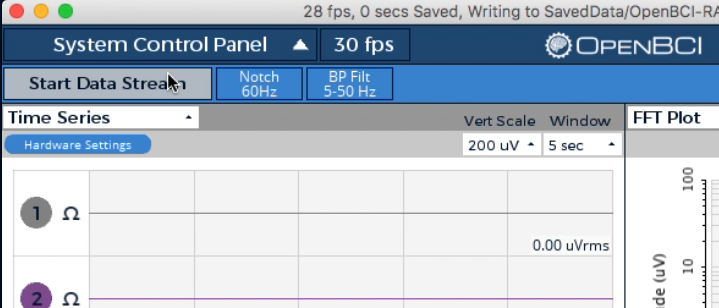 28 fps, 0 secs Saved, Writing to SavedData/OpenBCI-RA
System Control Panel 30 fps OPENBCI
Start Data Stream Notch 60Hz BP Filt 5-50 Hz
Time Series Vert Scale Window FFT Plot
Hardware Settings 200 uV 5 sec
100
1 Ω
0.00 uVrms
10
de (uV)
2 Ω